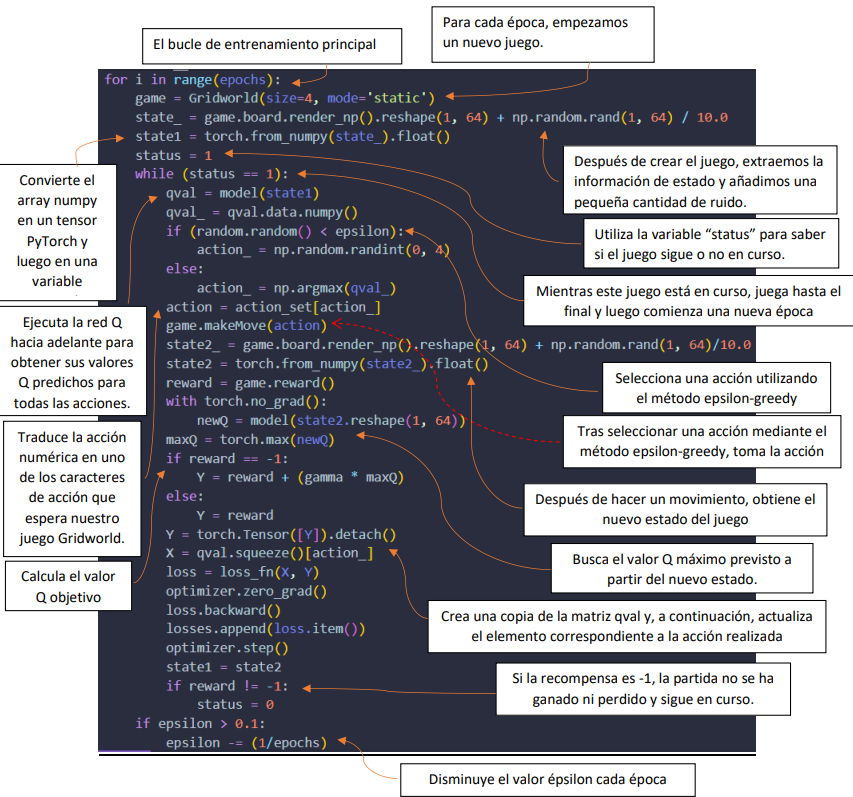 El bucle de entrenamiento principal
Para cada época, empezamos
un nuevo juego.
for i in range(epochs):
    game = Gridworld(size=4, mode='static')
    state_ = game.board.render_np().reshape(1, 64) + np.random.rand(1, 64) / 10.0
    state1 = torch.from_numpy(state_).float()
    status = 1
    while (status == 1):
        qval = model(state1)
        qval_ = qval.data.numpy()
        if (random.random() < epsilon):
            action_ = np.random.randint(0, 4)
        else:
            action_ = np.argmax(qval_)
        action = action_set[action_]
        game.makeMove(action)
        state2_ = game.board.render_np().reshape(1, 64) + np.random.rand(1, 64)/10.0
        state2 = torch.from_numpy(state2_).float()
        reward = game.reward()
        with torch.no_grad():
            newQ = model(state2.reshape(1, 64))
        maxQ = torch.max(newQ)
        if reward == -1:
            Y = reward + (gamma * maxQ)
        else:
            Y = reward
        Y = torch.Tensor([Y]).detach()
        X = qval.squeeze()[action_]
        loss = loss_fn(X, Y)
        optimizer.zero_grad()
        loss.backward()
        losses.append(loss.item())
        optimizer.step()
        state1 = state2
        if reward != -1:
            status = 0
    if epsilon > 0.1:
        epsilon -= (1/epochs)
Convierte el
array numpy
en un tensor
PyTorch y
luego en una
variable
Ejecuta la red Q
hacia adelante para
obtener sus valores
Q predichos para
todas las acciones.
Traduce la acción
numérica en uno
de los caracteres
de acción que
espera nuestro
juego Gridworld.
Calcula el valor
Q objetivo
Después de crear el juego, extraemos la
información de estado y añadimos una
pequeña cantidad de ruido.
Utiliza la variable “status” para saber
si el juego sigue o no en curso.
Mientras este juego está en curso, juega hasta el
final y luego comienza una nueva época
Selecciona una acción utilizando
el método epsilon-greedy
Tras seleccionar una acción mediante el
método epsilon-greedy, toma la acción
Después de hacer un movimiento, obtiene el
nuevo estado del juego
Busca el valor Q máximo previsto a
partir del nuevo estado.
Crea una copia de la matriz qval y, a continuación, actualiza
el elemento correspondiente a la acción realizada
Si la recompensa es -1, la partida no se ha
ganado ni perdido y sigue en curso.
Disminuye el valor épsilon cada época